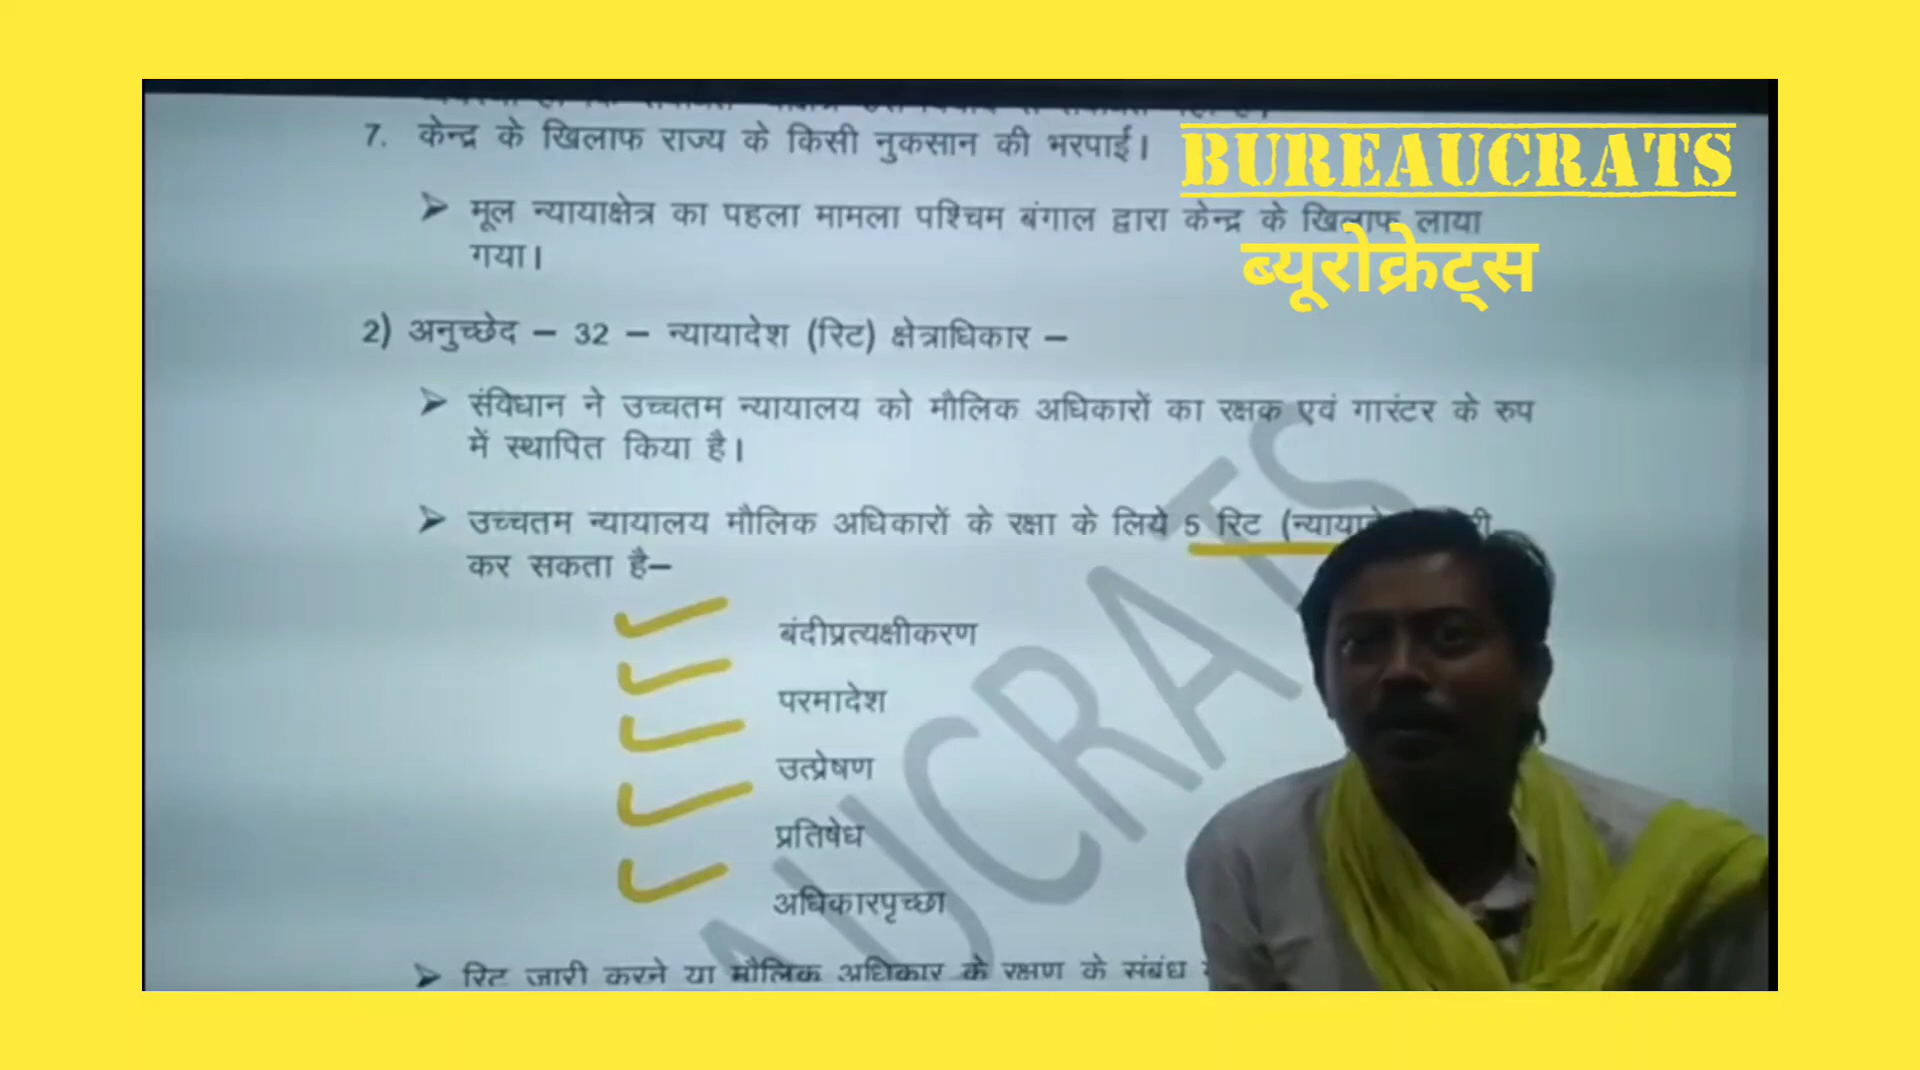 7. केन्द्र के खिलाफ राज्य के किसी नुकसान की भरपाई।
BUREAUCRATS
➤ मूल न्यायाक्षेत्र का पहला मामला पश्चिम बंगाल द्वारा केन्द्र के खिलाफ लाया
गया।
ब्यूरोक्रेट्स
2) अनुच्छेद – 32 – न्यायादेश (रिट) क्षेत्राधिकार –
➤ संविधान ने उच्चतम न्यायालय को मौलिक अधिकारों का रक्षक एवं गारंटर के रुप
में स्थापित किया है।
➤ उच्चतम न्यायालय मौलिक अधिकारों के रक्षा के लिये 5 रिट
कर सकता है–
बंदीप्रत्यक्षीकरण
परमादेश
उत्प्रेषण
प्रतिषेध
अधिकारपृच्छा
➤ रिट जारी करने या मौलिक अधिकार के रक्षण के संबंध
AUCRATS